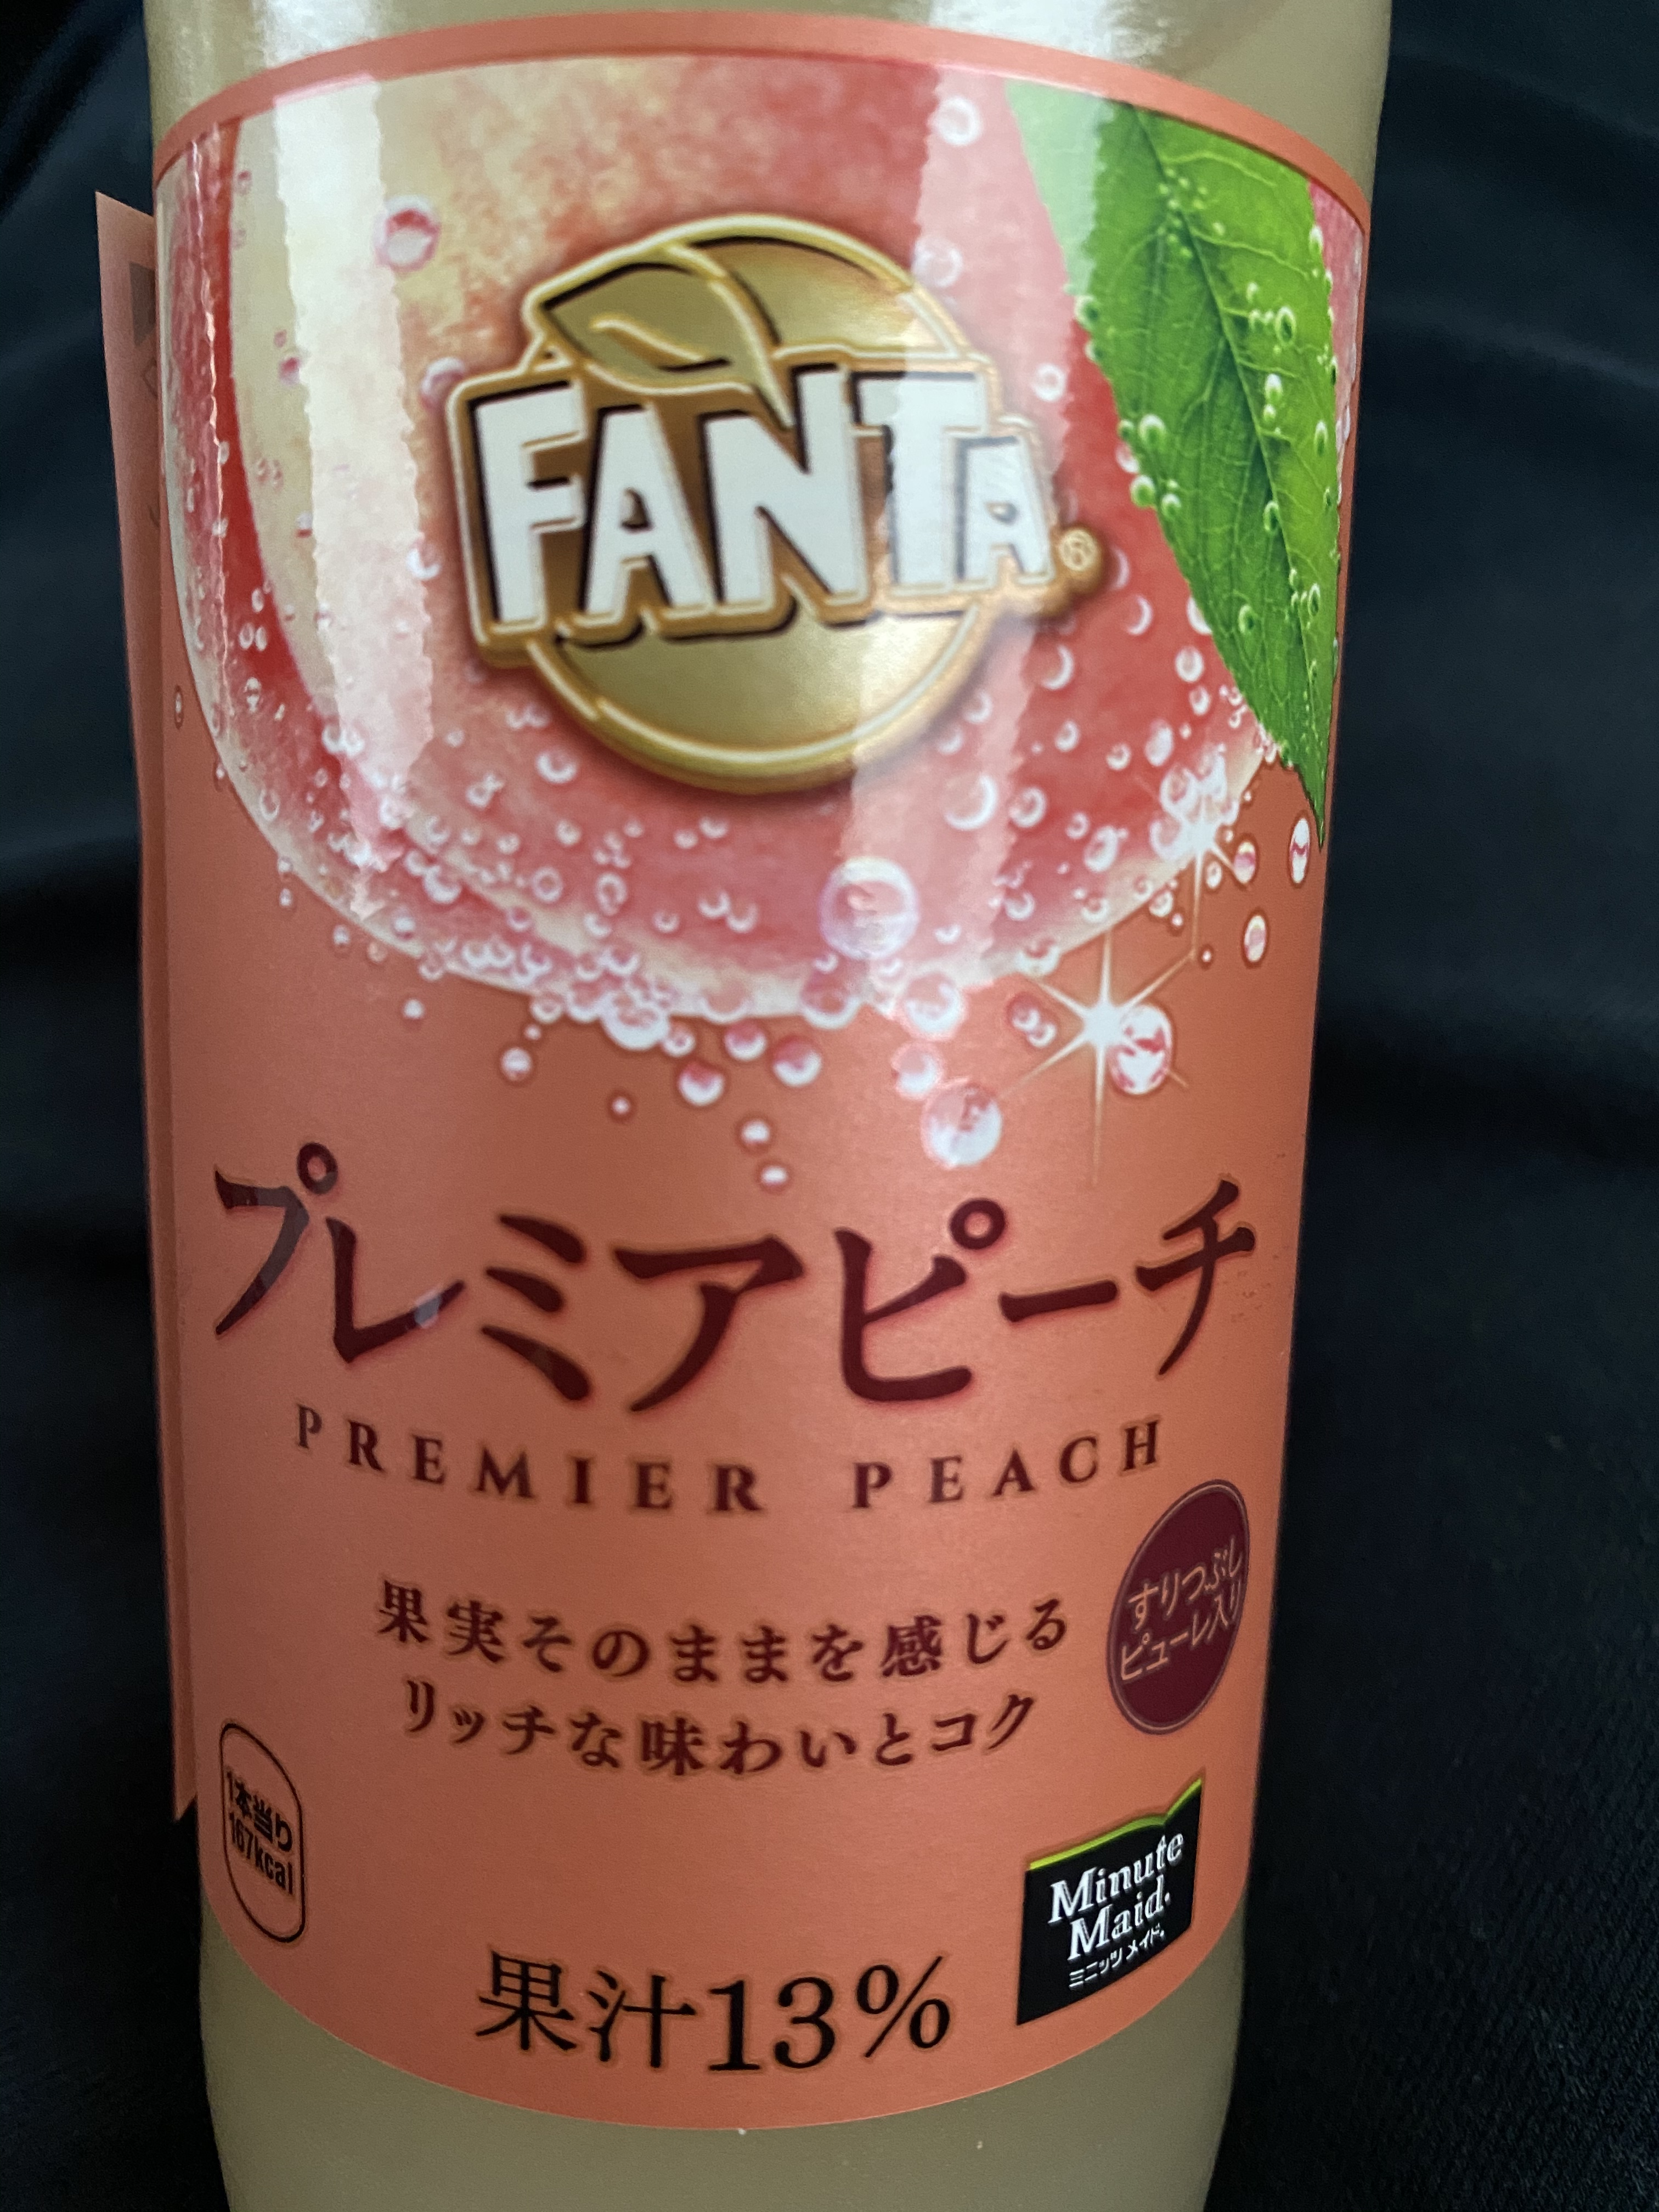 FANTA®
プレミアピーチ
PREMIER PEACH
すりつぶし
ピューレ入り
果実そのままを感じる
リッチな味わいとコク
1本当り
167kcal
Minute
Maid
ミニッツメイド
果汁13%